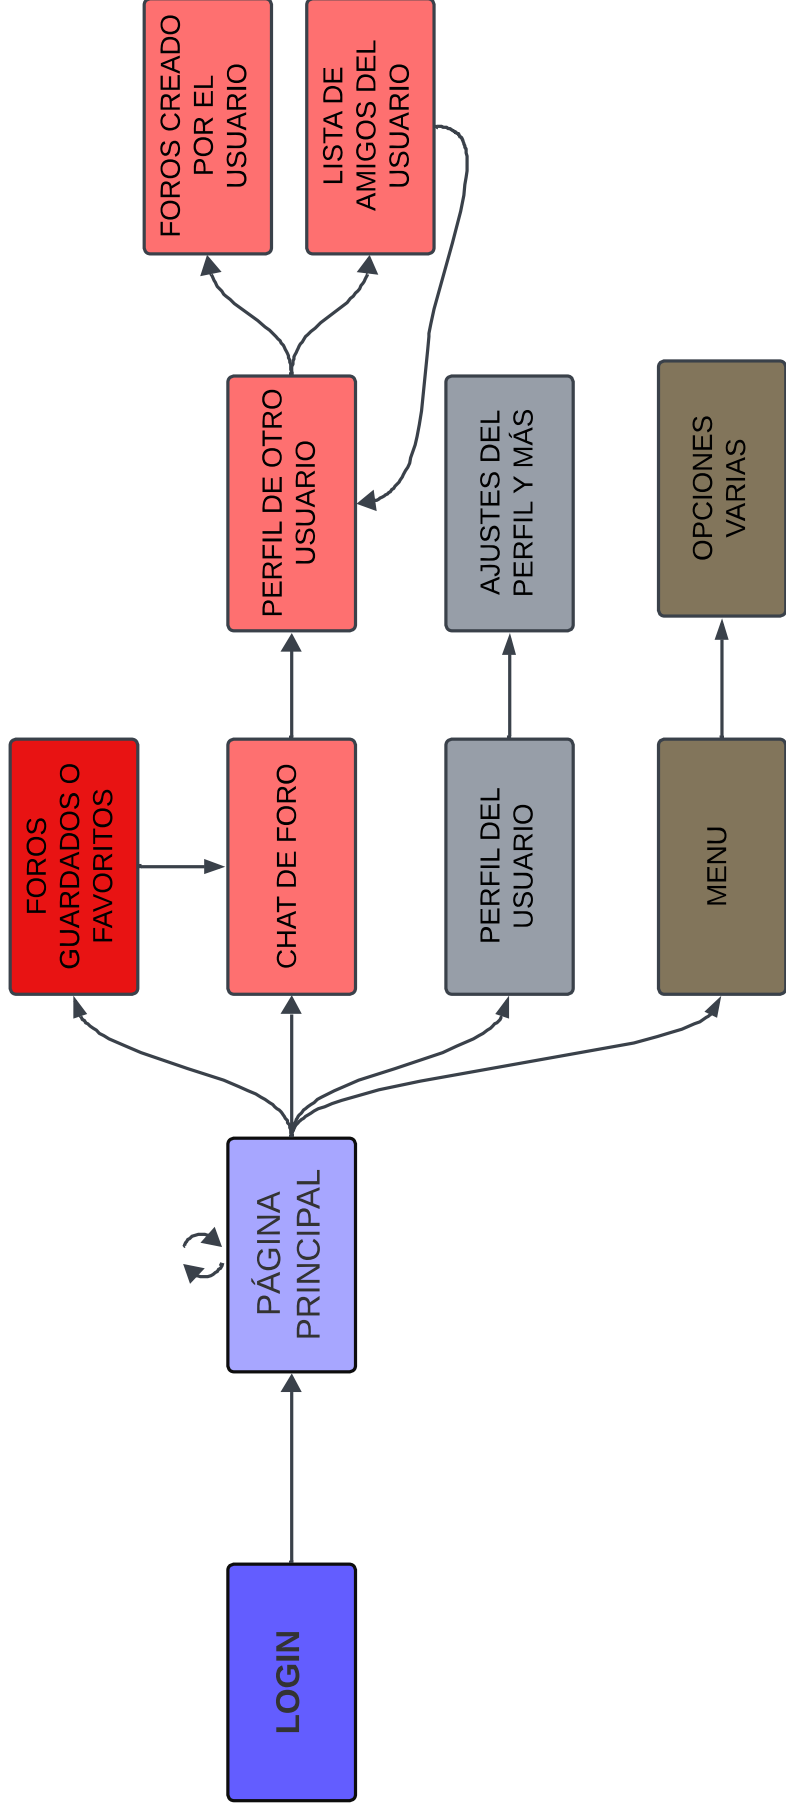 LOGIN
PÁGINA
PRINCIPAL
FOROS
GUARDADOS O
FAVORITOS
CHAT DE FORO
PERFIL DEL
USUARIO
MENU
PERFIL DE OTRO
USUARIO
AJUSTES DEL
PERFIL Y MÁS
OPCIONES
VARIAS
FOROS CREADO
POR EL
USUARIO
LISTA DE
AMIGOS DEL
USUARIO